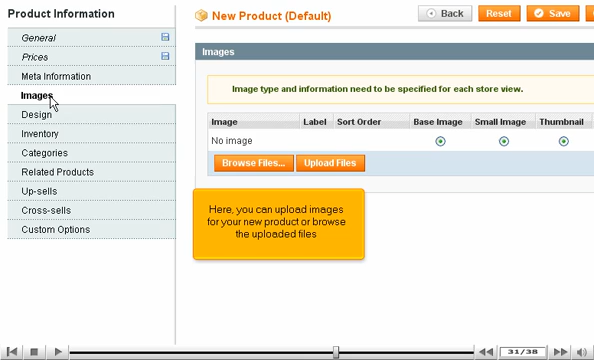 Product Information
General
Prices
Meta Information
Images
Design
Inventory
Categories
Related Products
Up-sells
Cross-sells
Custom Options
New Product (Default)
Back
Reset
Save
Images
Image type and information need to be specified for each store view.
Image Label Sort Order Base Image Small Image Thumbnail
No image
Browse Files... Upload Files
Here, you can upload images
for your new product or browse
the uploaded files
31/38